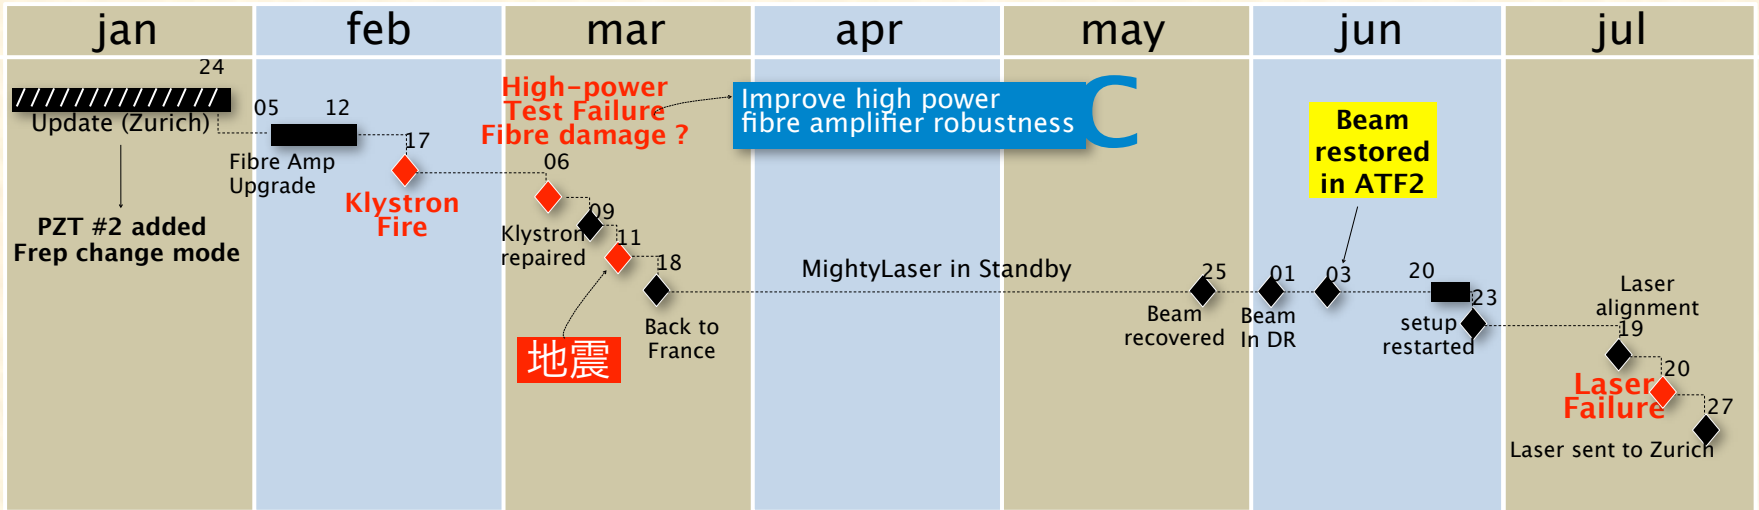 jan
feb
mar
apr
may
jun
jul
24
Update (Zurich)
PZT #2 added
Frep change mode
05
12
Fibre Amp
Upgrade
17
Klystron
Fire
High-power
Test Failure
Fibre damage ?
06
09
Klystron
repaired
11
地震
18
Back to
France
Improve high power
fibre amplifier robustness
C
MightyLaser in Standby
25
Beam
recovered
01
Beam
In DR
Beam
restored
in ATF2
03
20
23
setup
restarted
Laser
alignment
19
20
Laser
Failure
27
Laser sent to Zurich